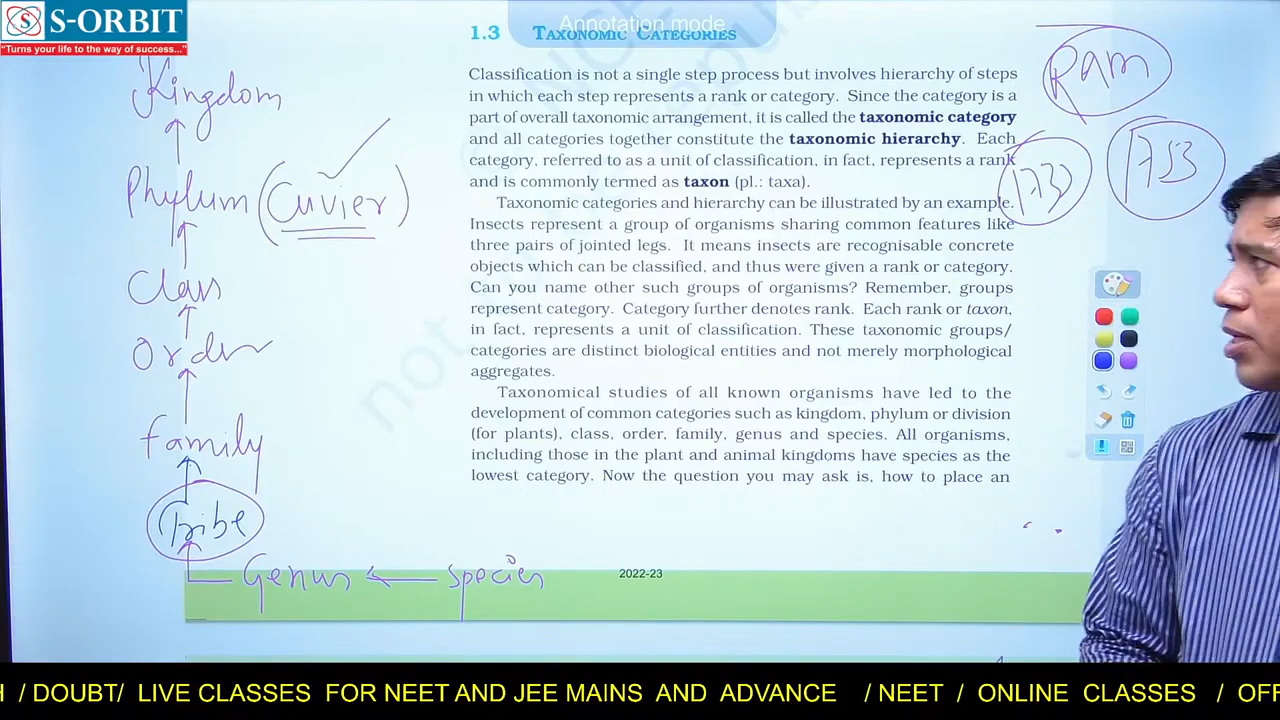 S-ORBIT
"Turns your life to the way of success..."
Annotation mode
1.3 TAXONOMIC CATEGORIES
Classification is not a single step process but involves hierarchy of steps
in which each step represents a rank or category. Since the category is a
part of overall taxonomic arrangement, it is called the taxonomic category
and all categories together constitute the taxonomic hierarchy. Each
category, referred to as a unit of classification, in fact, represents a rank
and is commonly termed as taxon (pl.: taxa).
Taxonomic categories and hierarchy can be illustrated by an example.
Insects represent a group of organisms sharing common features like
three pairs of jointed legs. It means insects are recognisable concrete
objects which can be classified, and thus were given a rank or category.
Can you name other such groups of organisms? Remember, groups
represent category. Category further denotes rank. Each rank or taxon,
in fact, represents a unit of classification. These taxonomic groups/
categories are distinct biological entities and not merely morphological
aggregates.
Taxonomical studies of all known organisms have led to the
development of common categories such as kingdom, phylum or division
(for plants), class, order, family, genus and species. All organisms,
including those in the plant and animal kingdoms have species as the
lowest category. Now the question you may ask is, how to place an
2022-23
Kingdom
Phylum (Cuvier)
Class
Order
family
Tribe
Genus species
Ram
1753
not
/ DOUBT/ LIVE CLASSES FOR NEET AND JEE MAINS AND ADVANCE / NEET / ONLINE CLASSES / OFF